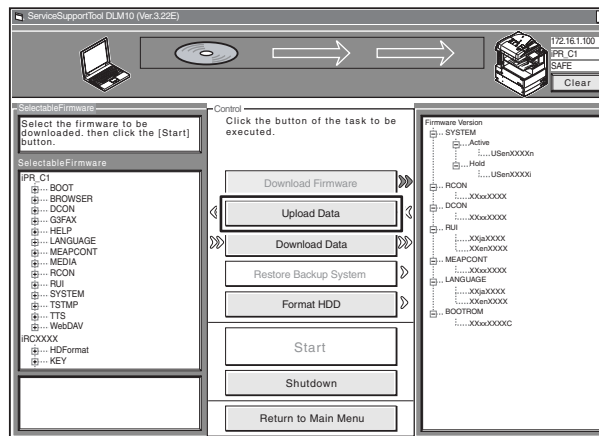 ServiceSupportTool DLM10 (Ver.3.22E)
172.16.1.100
iPR_C1
SAFE
Clear
SelectableFirmware
Select the firmware to be
downloaded. then click the [Start]
button.
SelectableFirmware
iPR_C1
BOOT
BROWSER
DCON
G3FAX
HELP
LANGUAGE
MEAPCONT
MEDIA
RCON
RUI
SYSTEM
TSTMP
TTS
WebDAV
iRCXXXX
HDFormat
KEY
Control
Click the button of the task to be
executed.
Download Firmware
Upload Data
Download Data
Restore Backup System
Format HDD
Start
Shutdown
Return to Main Menu
Firmware Version
SYSTEM
Active
USenXXXXn
Hold
USenXXXXi
RCON
XXxxXXXX
DCON
XXxxXXXX
RUI
XXjaXXXX
XXenXXXX
MEAPCONT
XXxxXXXX
LANGUAGE
XXjaXXXX
XXenXXXX
BOOTROM
XXxxXXXXC